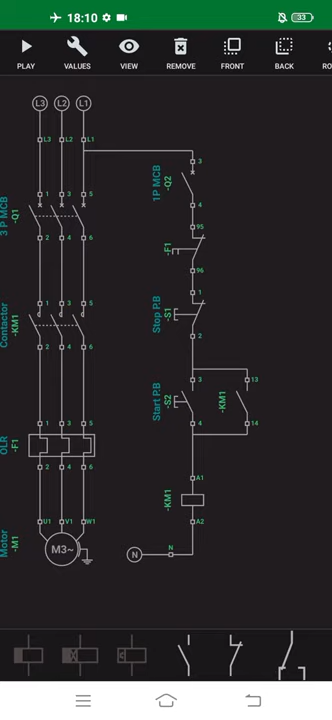 18:10
33
PLAY VALUES VIEW REMOVE FRONT BACK RO
L3 L2 L1
L3 L2 L1
3 P MCB
-Q1
1 3 5
2 4 6
1P MCB
-Q2
3
4
95
-F1
96
Contactor
-KM1
1 3 5
2 4 6
Stop P.B
-S1
1
2
Start P.B
-S2
3
4
-KM1
13
14
OLR
-F1
1 3 5
2 4 6
-KM1
A1
A2
Motor
-M1
U1 V1 W1
M3~
N N